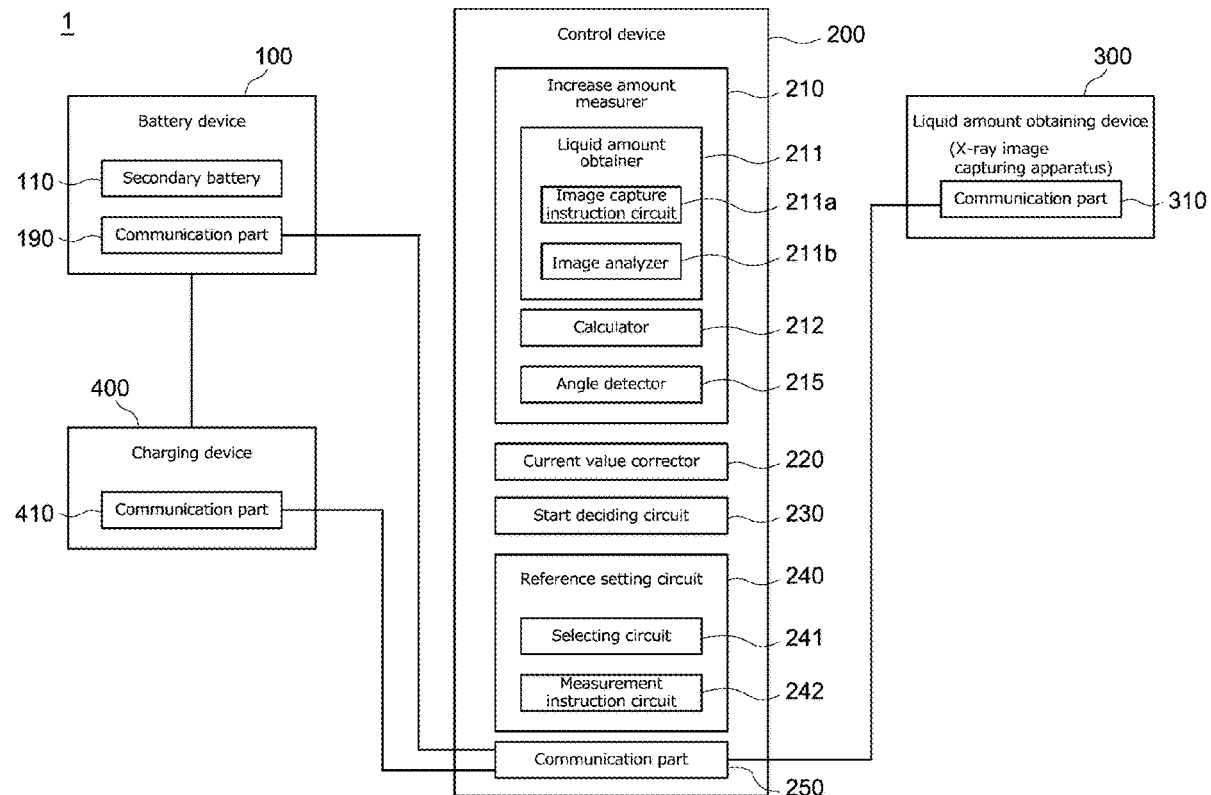 1
100
Battery device
110
Secondary battery
190
Communication part
400
Charging device
410
Communication part
Control device
200
Increase amount
measurer
210
Liquid amount
obtainer
211
Image capture
instruction circuit
211a
Image analyzer
211b
Calculator
212
Angle detector
215
Current value corrector
220
Start deciding circuit
230
Reference setting circuit
240
Selecting circuit
241
Measurement
instruction circuit
242
Communication part
250
300
Liquid amount obtaining device
(X-ray image
capturing apparatus)
Communication part
310